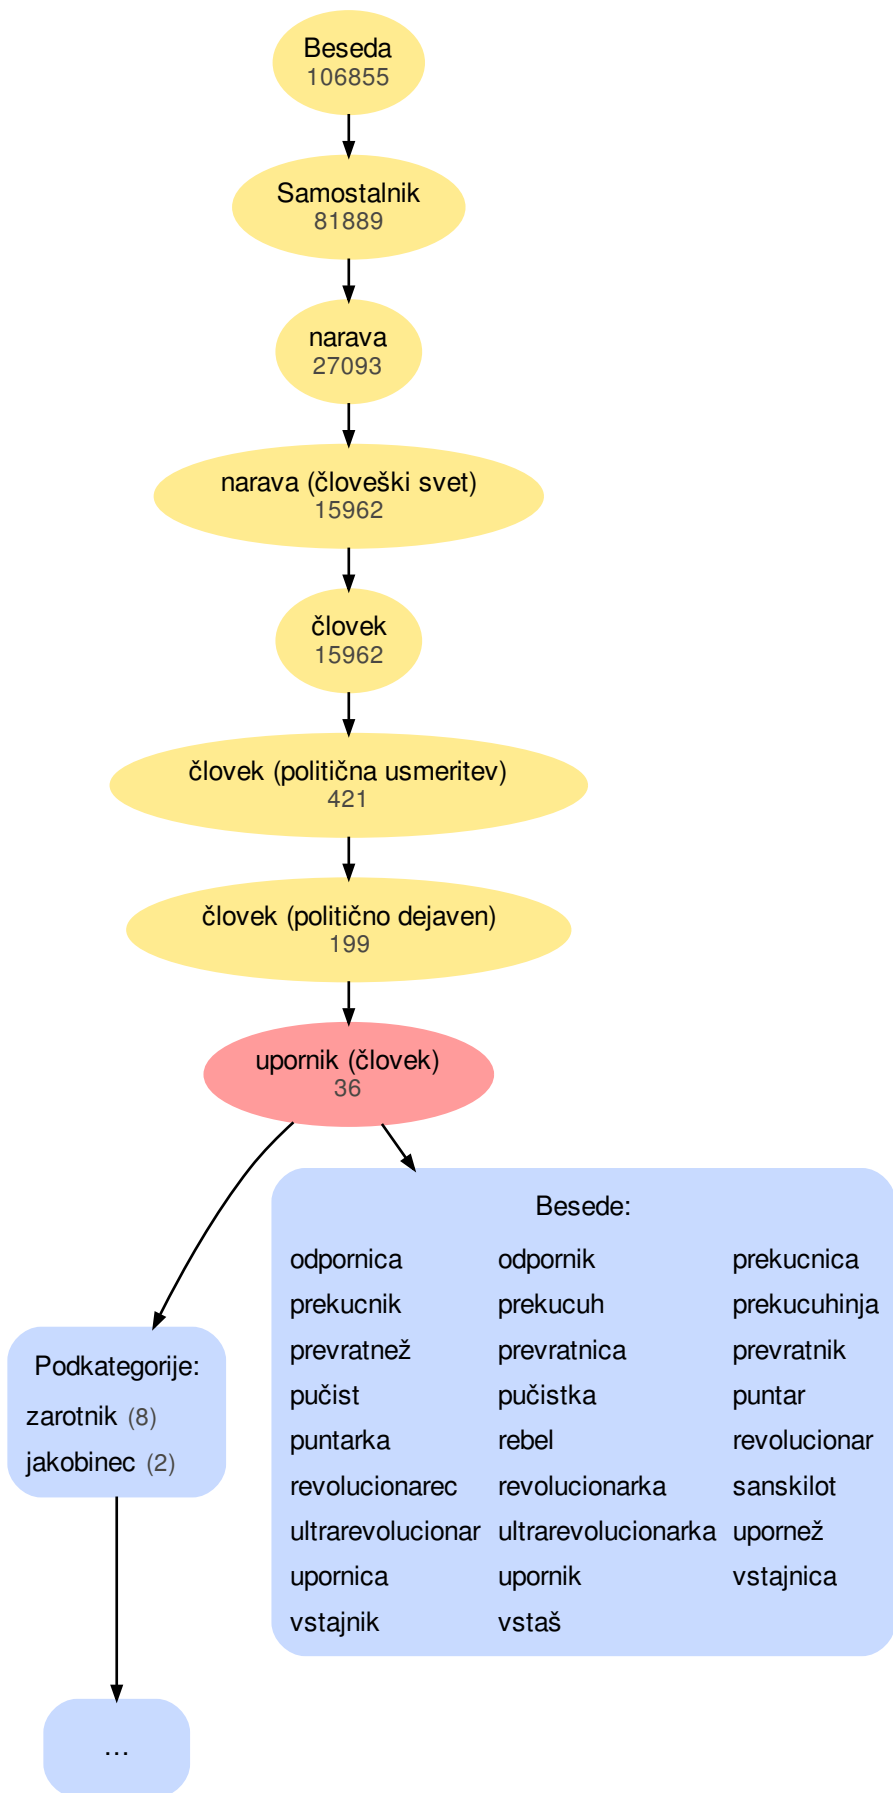 Beseda
106855
Samostalnik
81889
narava
27093
narava (človeški svet)
15962
človek
15962
človek (politična usmeritev)
421
človek (politično dejaven)
199
upornik (človek)
36
Podkategorije:
zarotnik (8)
jakobinec (2)
...
Besede:
odpornica odpornik prekucnica
prekucnik prekucuh prekucuhinja
prevratnež prevratnica prevratnik
pučist pučistka puntar
puntarka rebel revolucionar
revolucionarec revolucionarka sanskilot
ultrarevolucionar ultrarevolucionarka upornež
upornica upornik vstajnica
vstajnik vstaš